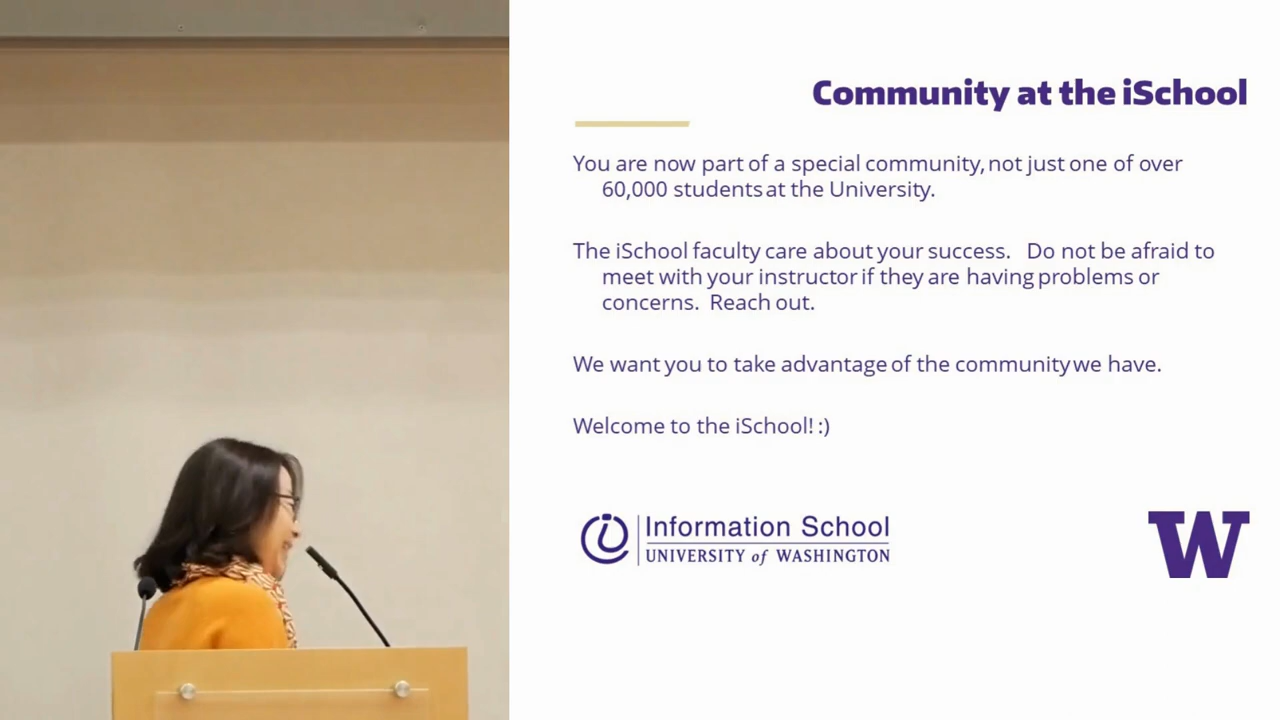 Community at the iSchool
You are now part of a special community, not just one of over
60,000 students at the University.
The iSchool faculty care about your success.   Do not be afraid to
meet with your instructor if they are having problems or
concerns.  Reach out.
We want you to take advantage of the community we have.
Welcome to the iSchool! :)
Information School
UNIVERSITY of WASHINGTON
W